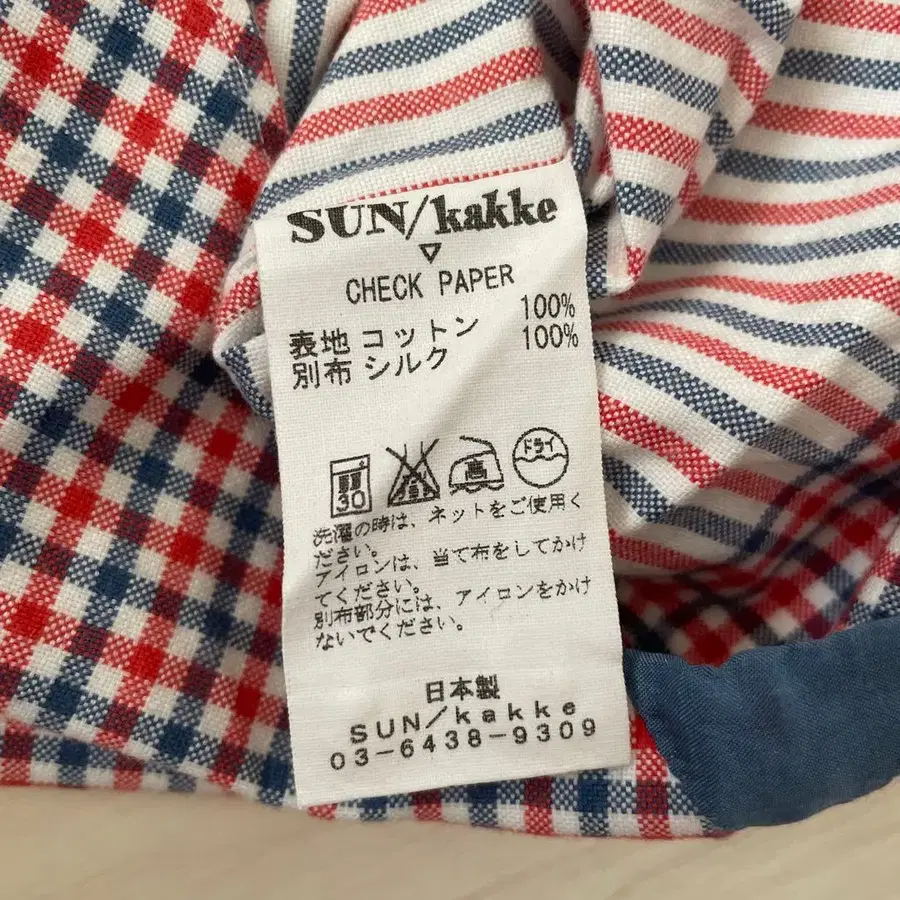 SUN/kakke
CHECK PAPER
表地 コットン 100%
別布 シルク 100%
30 高 ドライ
洗濯の時は、ネットをご使用く
ださい。
アイロンは、当て布をしてかけ
てください。
別布部分には、アイロンをかけ
ないでください。
日本製
SUN/kakke
03-6438-9309